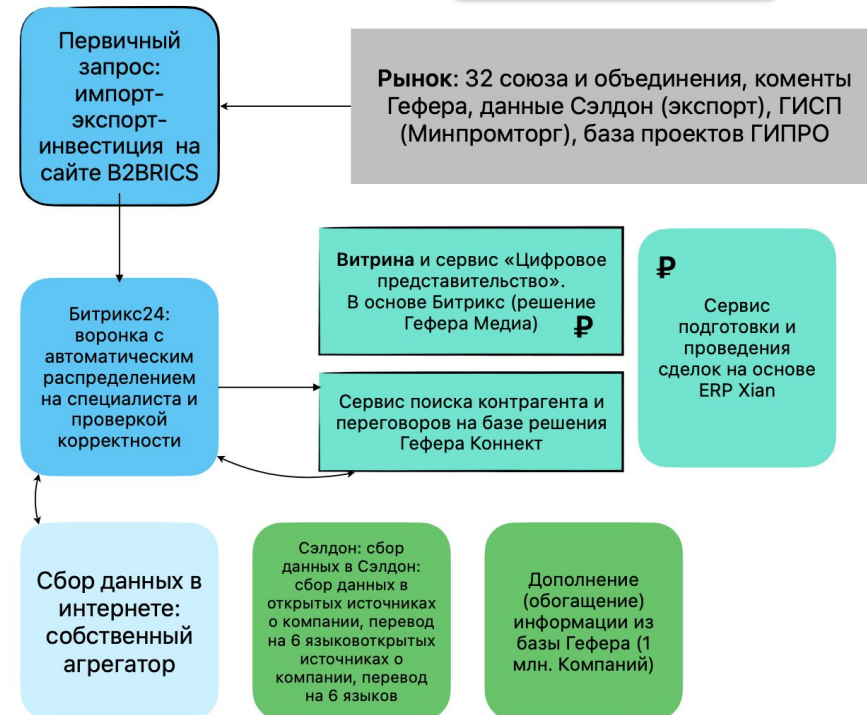 Первичный
запрос:
импорт-
экспорт-
инвестиция на
сайте B2BRICS
Рынок: 32 союза и объединения, коменты
Гефера, данные Сэлдон (экспорт), ГИСП
(Минпромторг), база проектов ГИПРО
Битрикс24:
воронка с
автоматическим
распределением
на специалиста и
проверкой
корректности
Витрина и сервис «Цифровое
представительство».
В основе Битрикс (решение
Гефера Медиа) ₽
₽
Сервис
подготовки и
проведения
сделок на основе
ERP Xian
Сервис поиска контрагента и
переговоров на базе решения
Гефера Коннект
Сбор данных в
интернете:
собственный
агрегатор
Сэлдон: сбор
данных в Сэлдон:
сбор данных в
открытых источниках
о компании, перевод
на 6 языковоткрытых
источниках о
компании, перевод
на 6 языков
Дополнение
(обогащение)
информации из
базы Гефера (1
млн. Компаний)